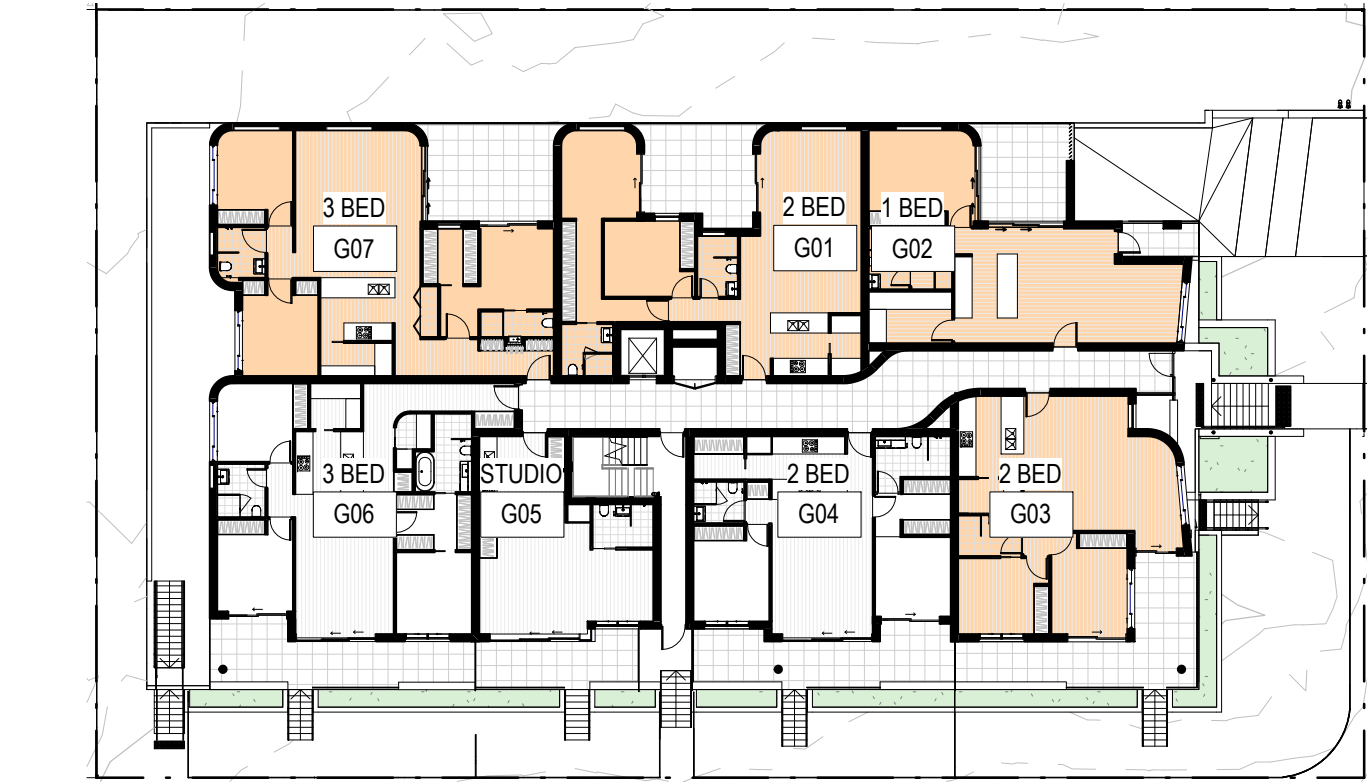 3 BED
G07
2 BED
G01
1 BED
G02
3 BED
G06
STUDIO
G05
2 BED
G04
2 BED
G03